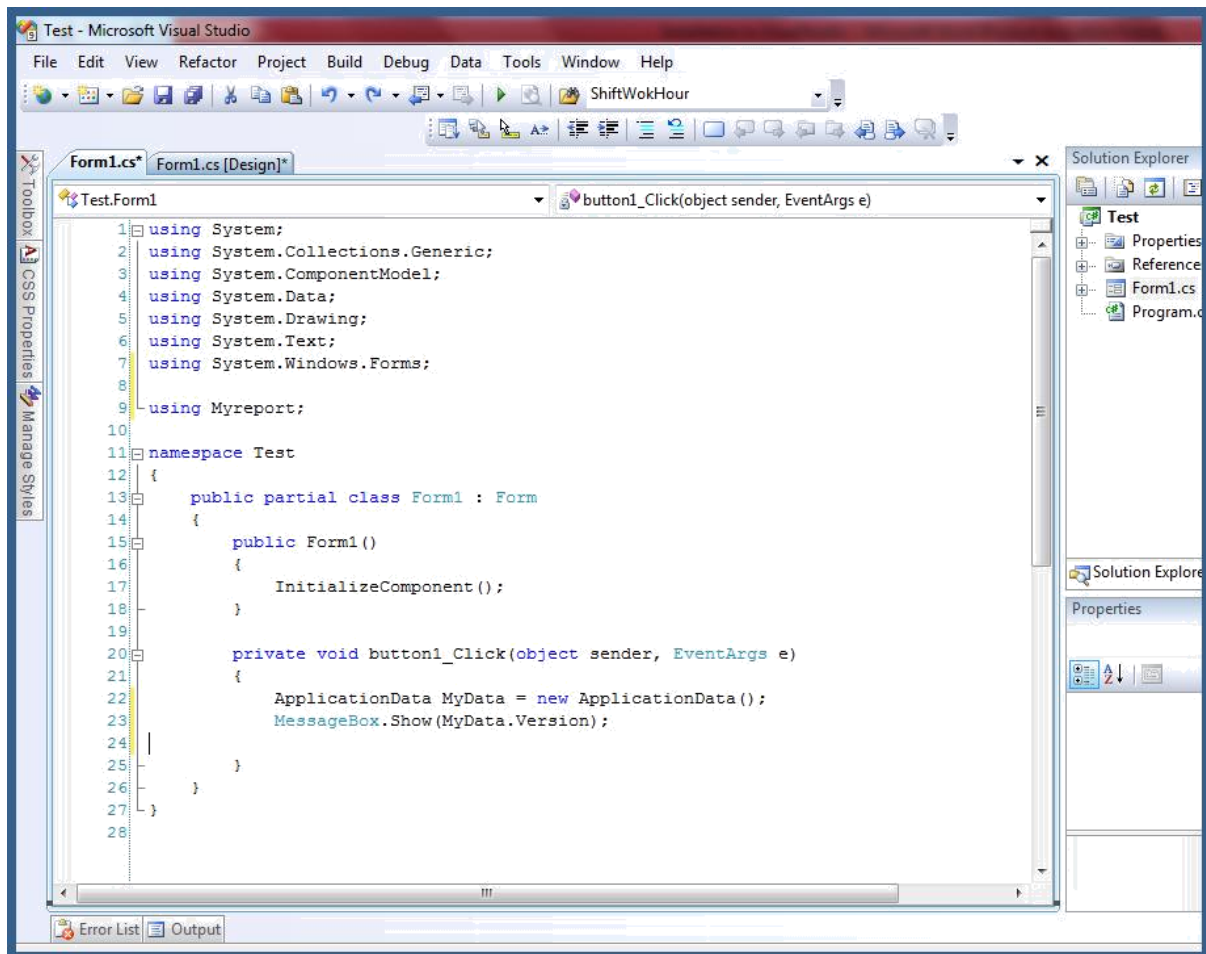 Test - Microsoft Visual Studio
File Edit View Refactor Project Build Debug Data Tools Window Help
ShiftWokHour
Form1.cs* Form1.cs [Design]*
Test.Form1 button1_Click(object sender, EventArgs e)
1 using System;
2 using System.Collections.Generic;
3 using System.ComponentModel;
4 using System.Data;
5 using System.Drawing;
6 using System.Text;
7 using System.Windows.Forms;
8
9 using Myreport;
10
11 namespace Test
12 {
13 public partial class Form1 : Form
14 {
15 public Form1()
16 {
17 InitializeComponent();
18 }
19
20 private void button1_Click(object sender, EventArgs e)
21 {
22 ApplicationData MyData = new ApplicationData();
23 MessageBox.Show(MyData.Version);
24
25 }
26 }
27 }
28
Toolbox
CSS Properties
Manage Styles
Solution Explorer
Test
Properties
Reference
Form1.cs
Program.c
Solution Explore
Properties
Error List Output